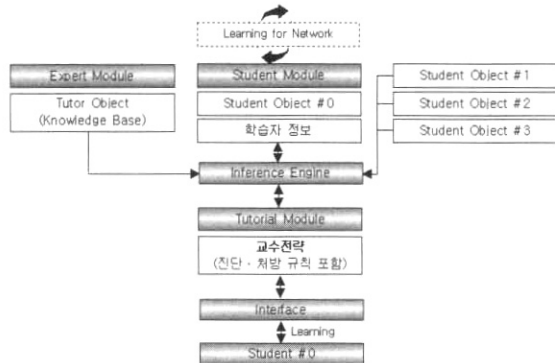 Learning for Network
Expert Module
Tutor Object
(Knowledge Base)
Student Module
Student Object #0
학습자 정보
Student Object #1
Student Object #2
Student Object #3
Inference Engine
Tutorial Module
교수전략
(진단 · 처방 규칙 포함)
Interface
Learning
Student #0